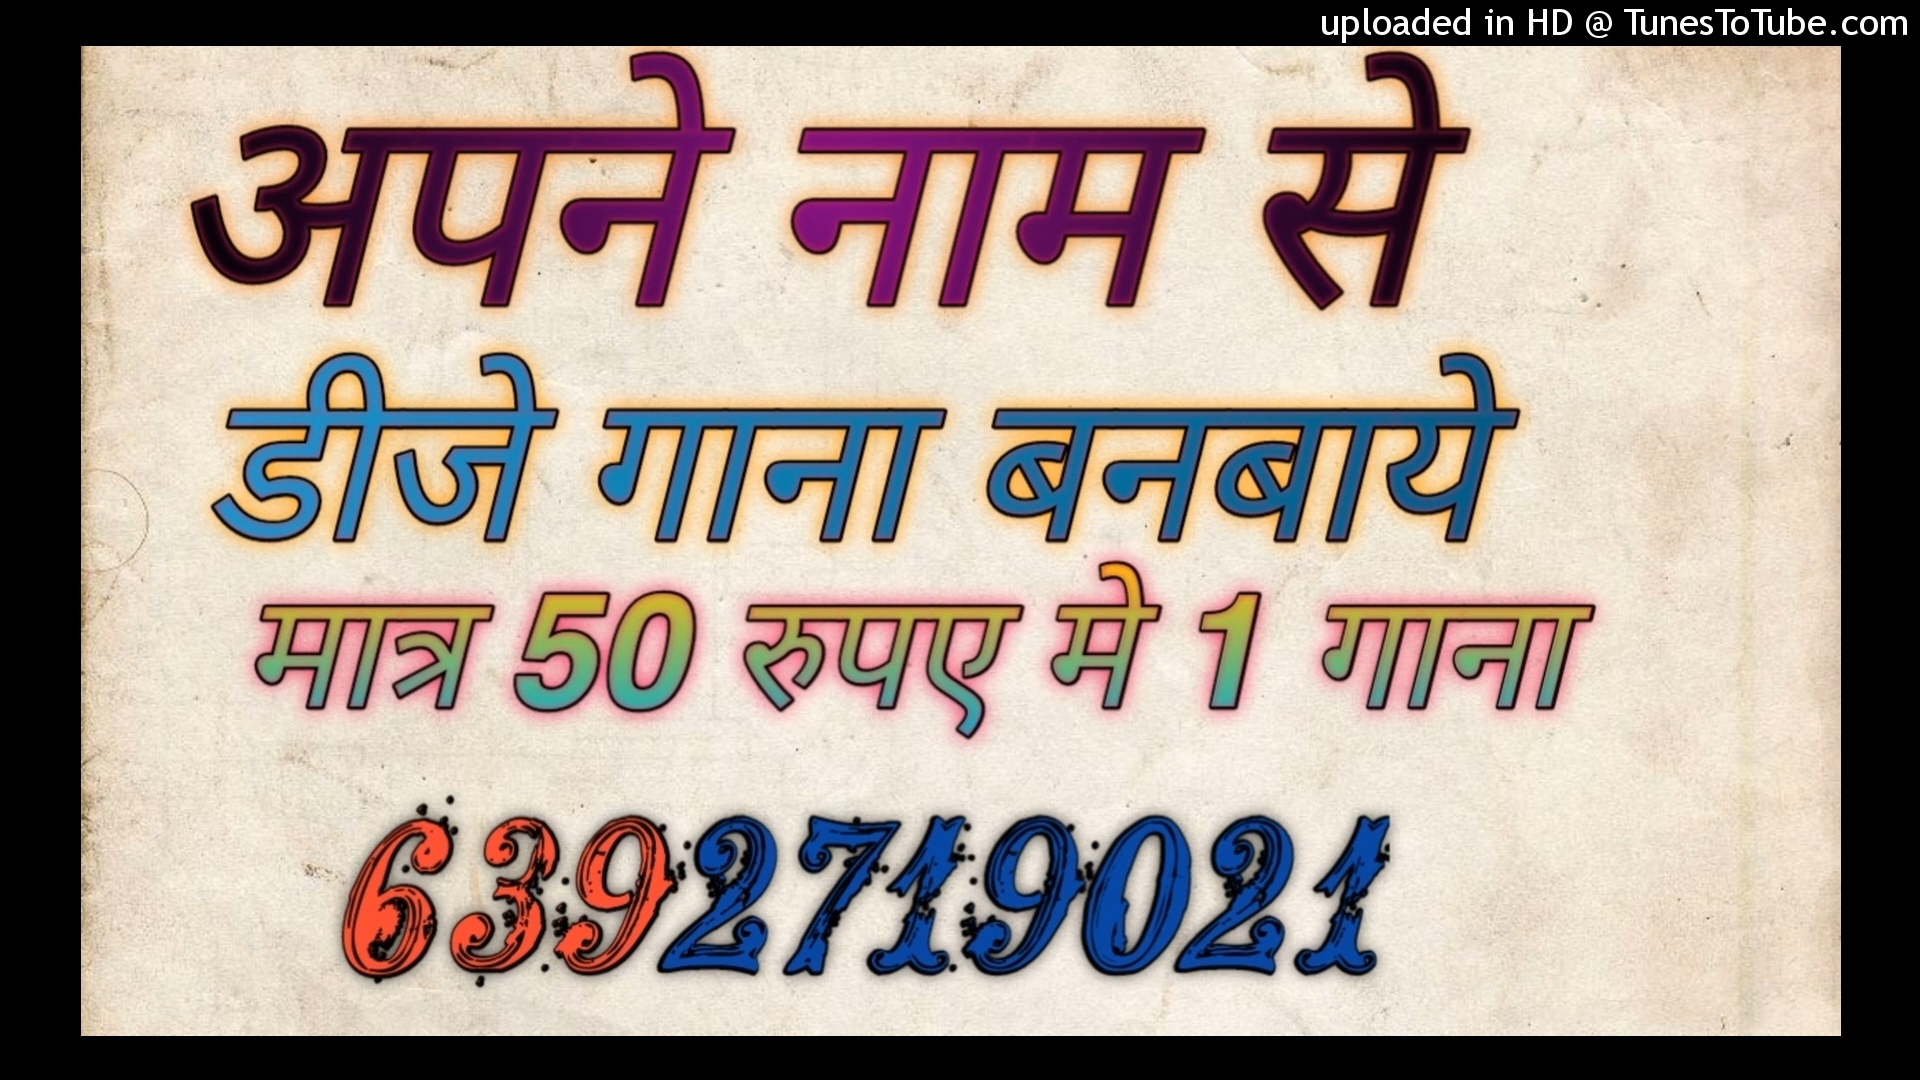 uploaded in HD @ TunesToTube.com
अपने नाम से
डीजे गाना बनबाये
मात्र 50 रुपए मे 1 गाना
6392719021